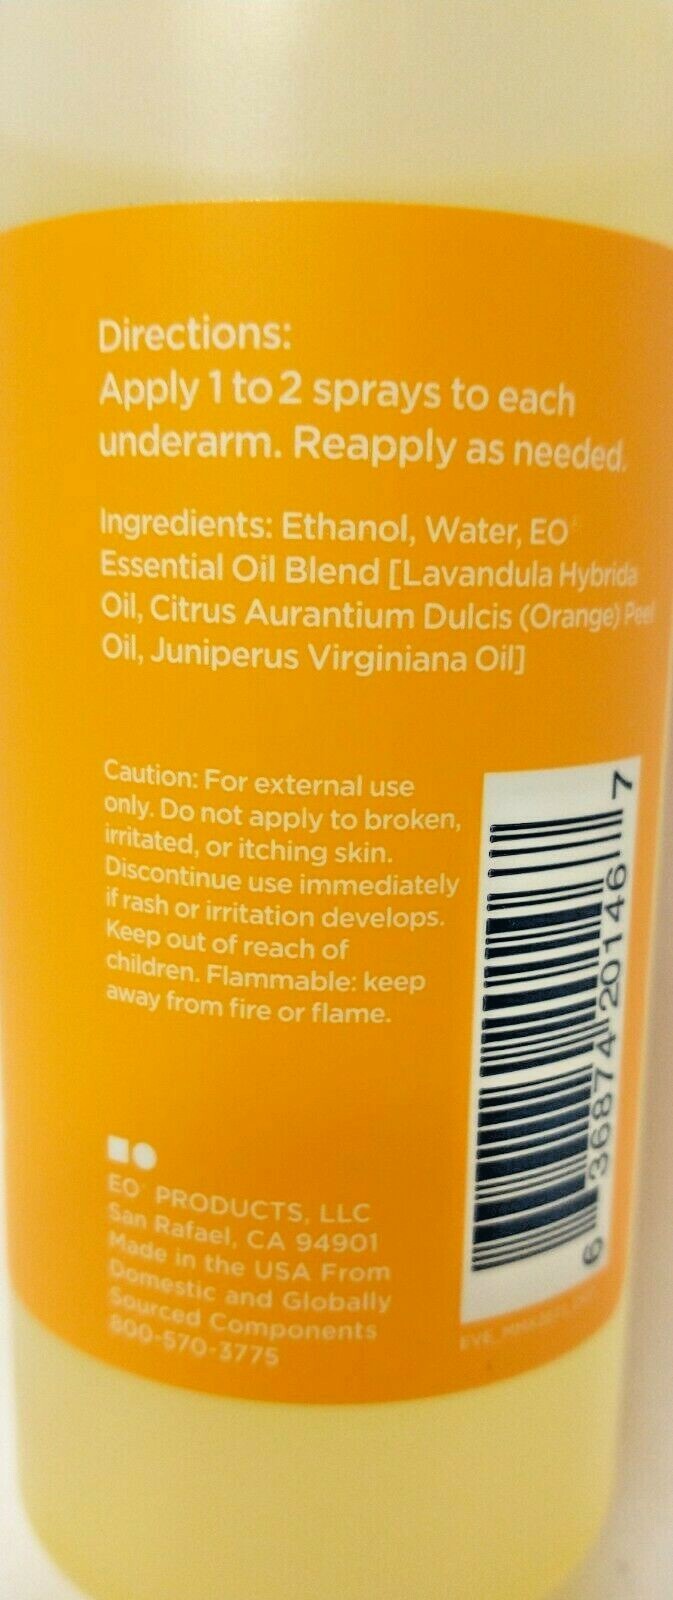 Directions:
Apply 1 to 2 sprays to each
underarm. Reapply as needed.
Ingredients: Ethanol, Water, EO®
Essential Oil Blend [Lavandula Hybrida
Oil, Citrus Aurantium Dulcis (Orange) Peel
Oil, Juniperus Virginiana Oil]
Caution: For external use
only. Do not apply to broken,
irritated, or itching skin.
Discontinue use immediately
if rash or irritation develops.
Keep out of reach of
children. Flammable: keep
away from fire or flame.
EO® PRODUCTS, LLC
San Rafael, CA 94901
Made in the USA From
Domestic and Globally
Sourced Components
800-570-3775
6 36874 20146 7